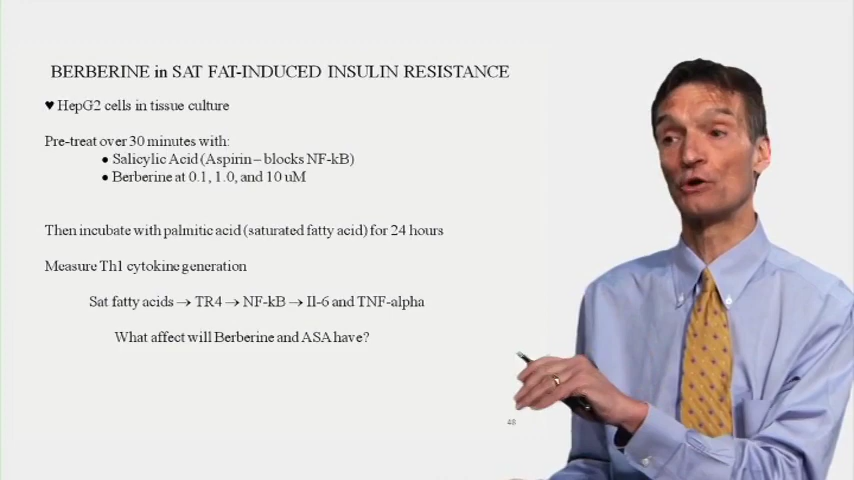 BERBERINE in SAT FAT-INDUCED INSULIN RESISTANCE
♥ HepG2 cells in tissue culture
Pre-treat over 30 minutes with:
● Salicylic Acid (Aspirin – blocks NF-kB)
● Berberine at 0.1, 1.0, and 10 uM
Then incubate with palmitic acid (saturated fatty acid) for 24 hours
Measure Th1 cytokine generation
Sat fatty acids → TR4 → NF-kB → Il-6 and TNF-alpha
What affect will Berberine and ASA have?
48